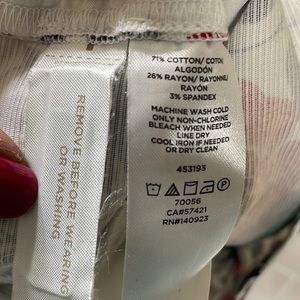 71% COTTON/ COTON/
ALGODÓN
26% RAYON/ RAYONNE/
RAYÓN
3% SPANDEX
MACHINE WASH COLD
ONLY NON-CHLORINE
BLEACH WHEN NEEDED
LINE DRY
COOL IRON IF NEEDED
OR DRY CLEAN
453193
70056
CA#57421
RN#140923
REMOVE BEFORE WEARING
OR WASHING